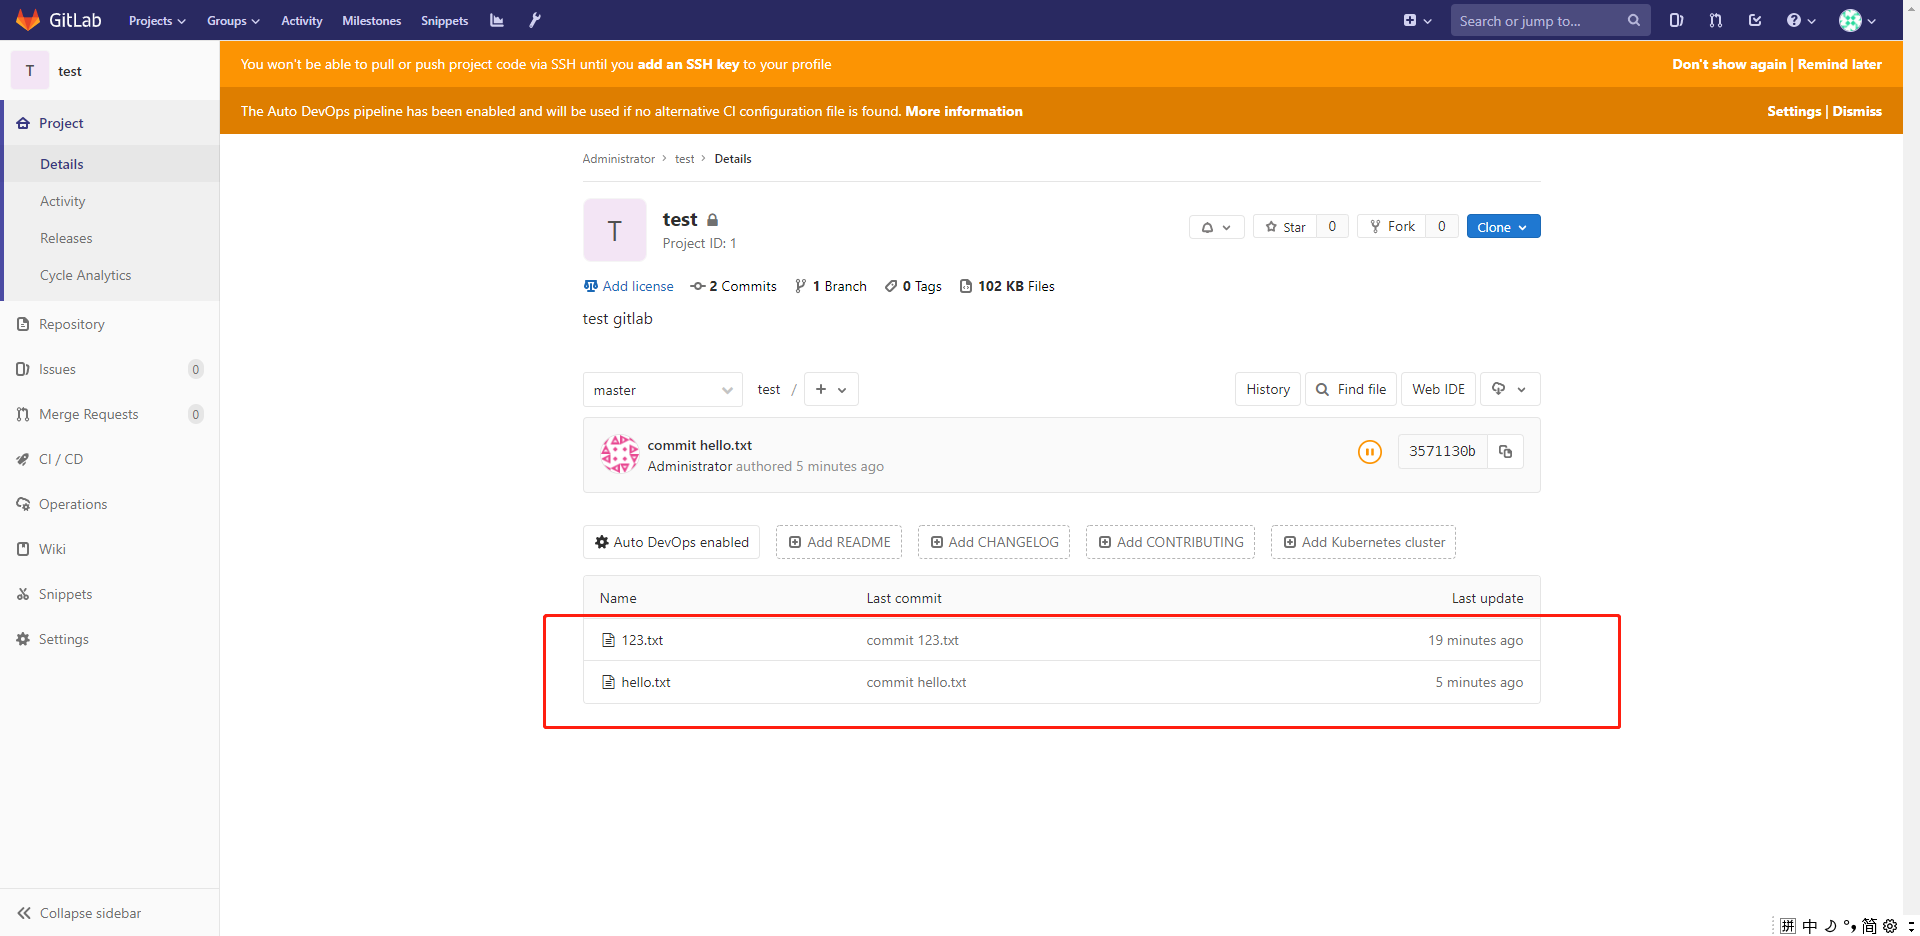 GitLab Projects Groups Activity Milestones Snippets Search or jump to...
T test
You won't be able to pull or push project code via SSH until you add an SSH key to your profile Don't show again | Remind later
The Auto DevOps pipeline has been enabled and will be used if no alternative CI configuration file is found. More information Settings | Dismiss
Project
Details
Activity
Releases
Cycle Analytics
Repository
Issues 0
Merge Requests 0
CI / CD
Operations
Wiki
Snippets
Settings
Collapse sidebar
Administrator > test > Details
T
test
Project ID: 1
Star 0 Fork 0 Clone
Add license 2 Commits 1 Branch 0 Tags 102 KB Files
test gitlab
master test / + History Find file Web IDE
commit hello.txt
Administrator authored 5 minutes ago
3571130b
Auto DevOps enabled Add README Add CHANGELOG Add CONTRIBUTING Add Kubernetes cluster
Name Last commit Last update
123.txt commit 123.txt 19 minutes ago
hello.txt commit hello.txt 5 minutes ago
拼 中 简